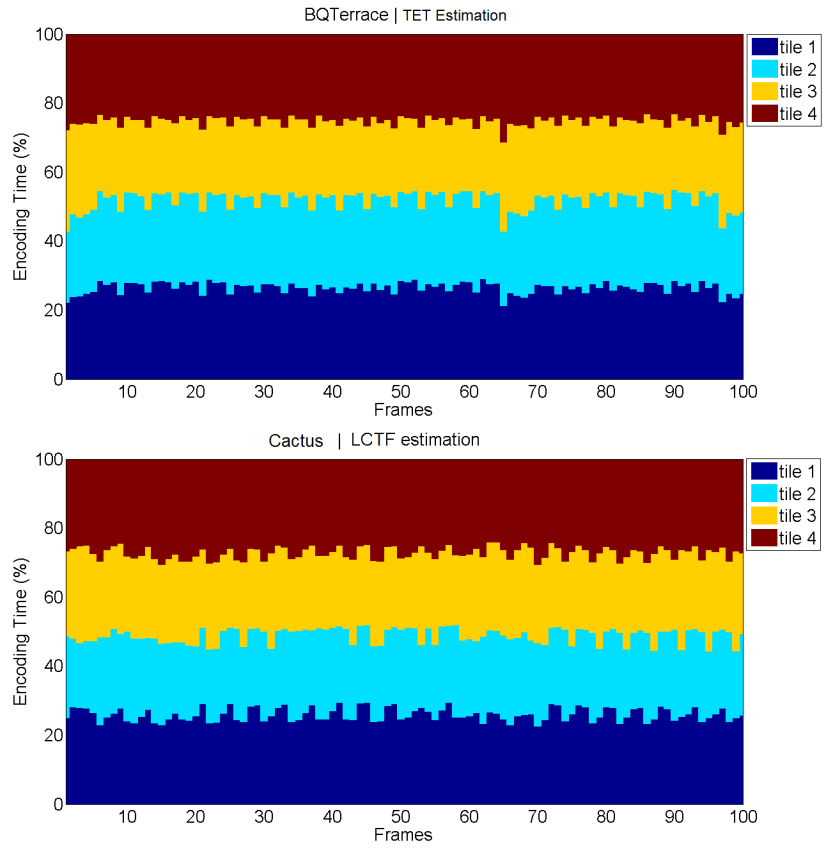 BQTerrace | TET Estimation
100
80
60
40
20
0
Encoding Time (%)
10 20 30 40 50 60 70 80 90 100
Frames
tile 1
tile 2
tile 3
tile 4
Cactus | LCTF estimation
100
80
60
40
20
0
Encoding Time (%)
10 20 30 40 50 60 70 80 90 100
Frames
tile 1
tile 2
tile 3
tile 4